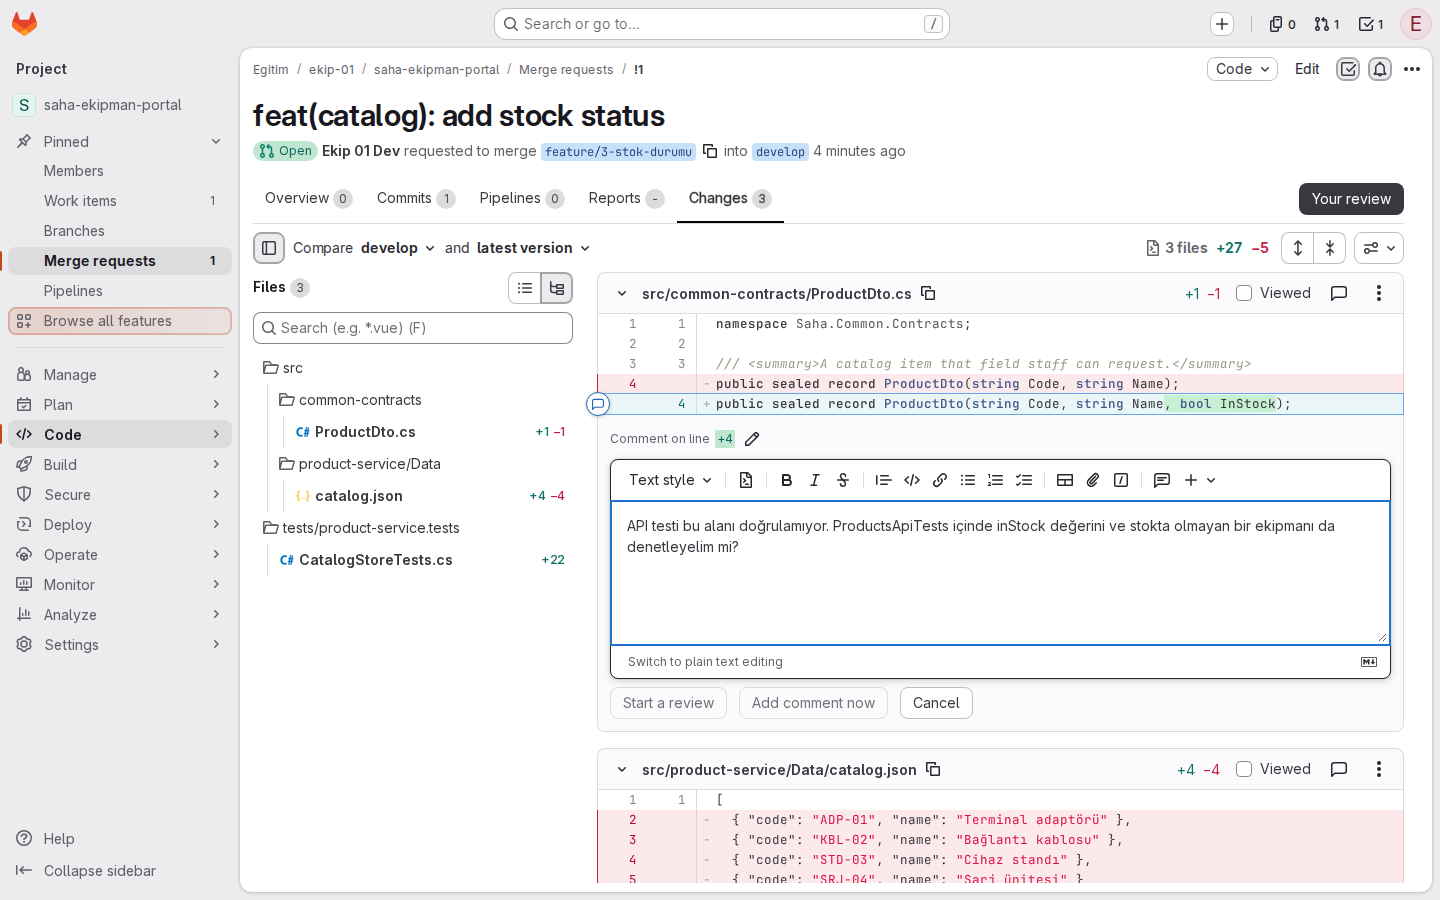 Search or go to...
/
0
1
1
E
Project
S
saha-ekipman-portal
Pinned
Members
Work items
1
Branches
Merge requests
1
Pipelines
Browse all features
Manage
Plan
Code
Build
Secure
Deploy
Operate
Monitor
Analyze
Settings
Help
Collapse sidebar
Egitim / ekip-01 / saha-ekipman-portal / Merge requests / !1
Code
Edit
feat(catalog): add stock status
Open Ekip 01 Dev requested to merge feature/3-stok-durumu into develop 4 minutes ago
Overview 0
Commits 1
Pipelines 0
Reports -
Changes 3
Your review
Compare develop and latest version
3 files +27 −5
Files 3
Search (e.g. *.vue) (F)
src
common-contracts
C# ProductDto.cs +1 −1
product-service/Data
{..} catalog.json +4 −4
tests/product-service.tests
C# CatalogStoreTests.cs +22
src/common-contracts/ProductDto.cs
+1 −1
Viewed
1 1 namespace Saha.Common.Contracts;
2 2
3 3 /// <summary>A catalog item that field staff can request.</summary>
4 - public sealed record ProductDto(string Code, string Name);
4 + public sealed record ProductDto(string Code, string Name, bool InStock);
Comment on line +4
Text style
API testi bu alanı doğrulamıyor. ProductsApiTests içinde inStock değerini ve stokta olmayan bir ekipmanı da
denetleyelim mi?
Switch to plain text editing
Start a review
Add comment now
Cancel
src/product-service/Data/catalog.json
+4 −4
Viewed
1 1 [
2 - { "code": "ADP-01", "name": "Terminal adaptörü" },
3 - { "code": "KBL-02", "name": "Bağlantı kablosu" },
4 - { "code": "STD-03", "name": "Cihaz standı" },
5 - { "code": "SRJ-04", "name": "Şarj ünitesi" }